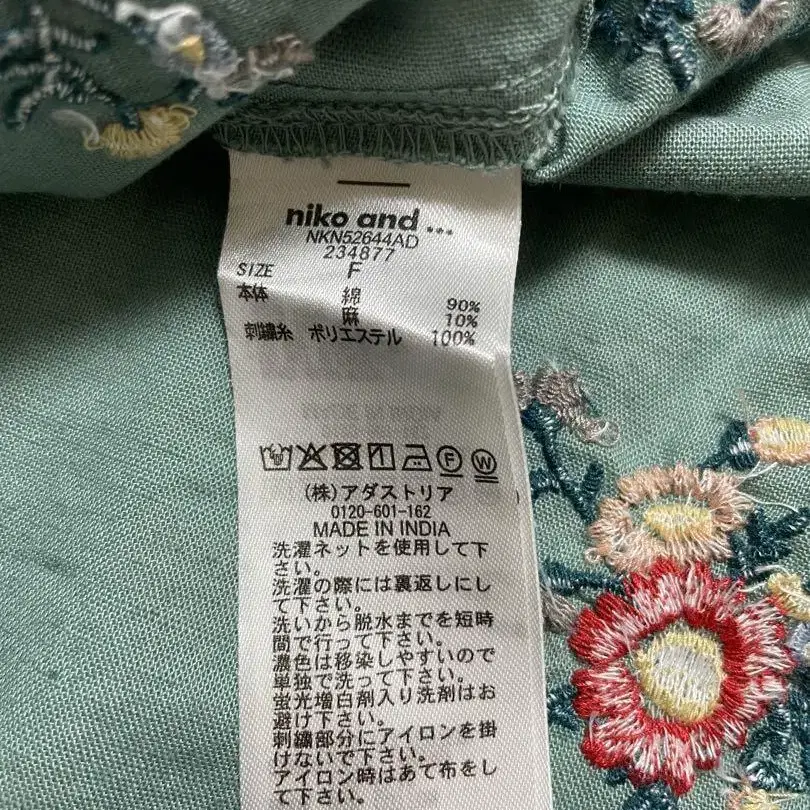 niko and ...
NKN52644AD
234877
SIZE F
本体 綿 90%
麻 10%
刺繍糸 ポリエステル 100%
(株)アダストリア
0120-601-162
MADE IN INDIA
洗濯ネットを使用して下
さい。
洗濯の際には裏返しにし
て下さい。
洗いから脱水までを短時
間で行って下さい。
濃色は移染しやすいので
単独で洗って下さい。
蛍光増白剤入り洗剤はお
避け下さい。
刺繍部分にアイロンを掛
けないで下さい。
アイロン時はあて布をし
て下さい。